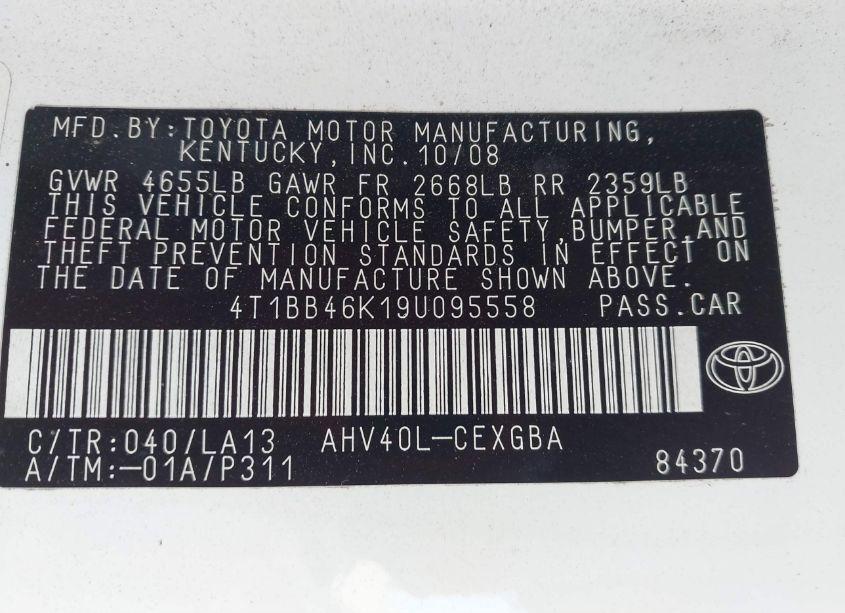 MFD.BY:TOYOTA MOTOR MANUFACTURING,
KENTUCKY,INC.10/08
GVWR 4655LB GAWR FR 2668LB RR 2359LB
THIS VEHICLE CONFORMS TO ALL APPLICABLE
FEDERAL MOTOR VEHICLE SAFETY,BUMPER,AND
THEFT PREVENTION STANDARDS IN EFFECT ON
THE DATE OF MANUFACTURE SHOWN ABOVE.
4T1BB46K19U095558 PASS.CAR
C/TR:040/LA13 AHV40L-CEXGBA
A/TM:-01A/P311 84370